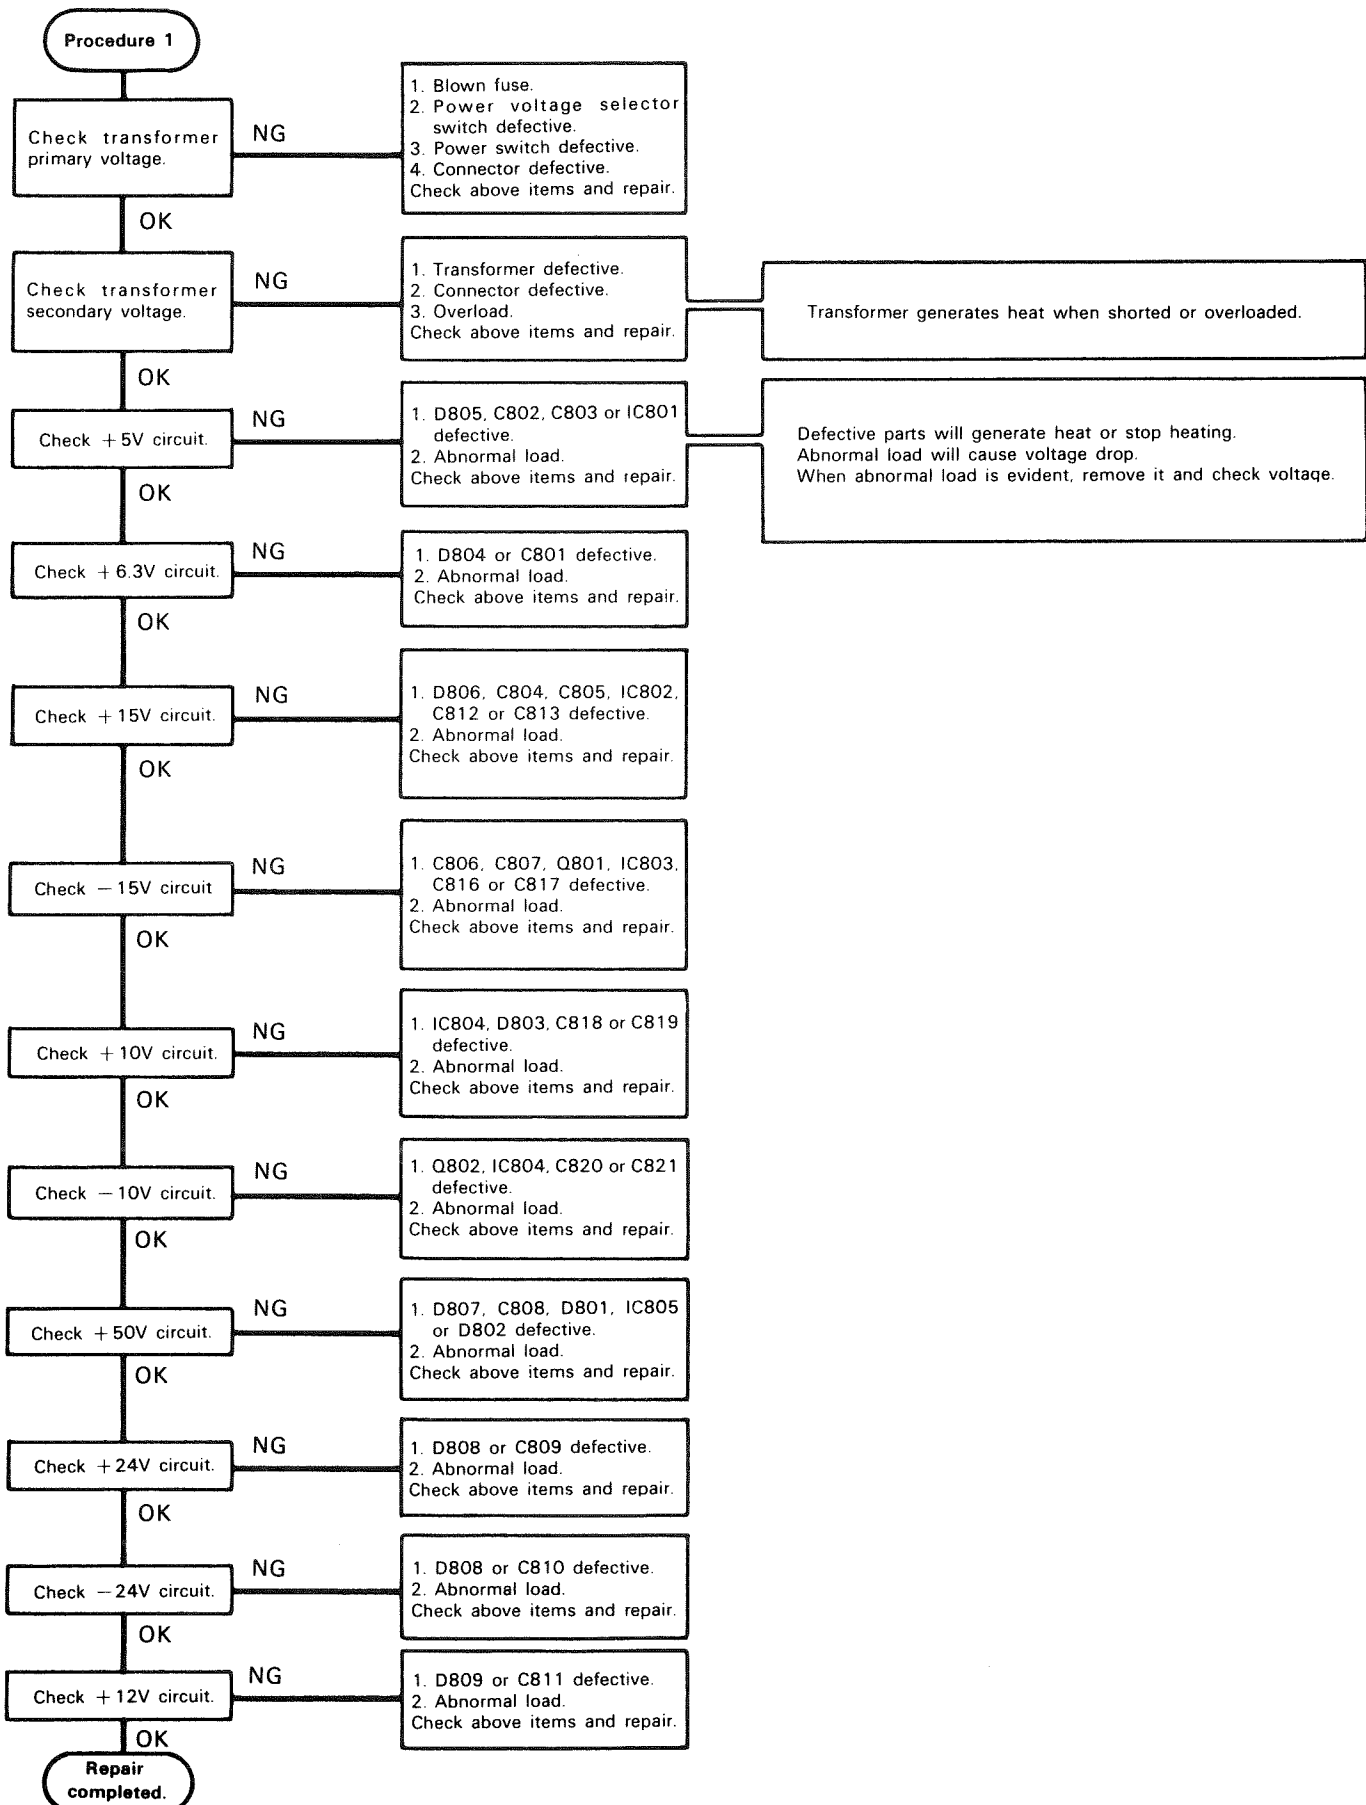 Procedure 1
Check transformer
primary voltage.
NG
1. Blown fuse.
2. Power voltage selector
switch defective.
3. Power switch defective.
4. Connector defective.
Check above items and repair.
OK
Check transformer
secondary voltage.
NG
1. Transformer defective.
2. Connector defective.
3. Overload.
Check above items and repair.
Transformer generates heat when shorted or overloaded.
OK
Check +5V circuit.
NG
1. D805, C802, C803 or IC801
defective.
2. Abnormal load.
Check above items and repair.
Defective parts will generate heat or stop heating.
Abnormal load will cause voltage drop.
When abnormal load is evident, remove it and check voltage.
OK
Check +6.3V circuit.
NG
1. D804 or C801 defective.
2. Abnormal load.
Check above items and repair.
OK
Check +15V circuit.
NG
1. D806, C804, C805, IC802,
C812 or C813 defective.
2. Abnormal load.
Check above items and repair.
OK
Check −15V circuit
NG
1. C806, C807, Q801, IC803,
C816 or C817 defective.
2. Abnormal load.
Check above items and repair.
OK
Check +10V circuit.
NG
1. IC804, D803, C818 or C819
defective.
2. Abnormal load.
Check above items and repair.
OK
Check −10V circuit.
NG
1. Q802, IC804, C820 or C821
defective.
2. Abnormal load.
Check above items and repair.
OK
Check +50V circuit.
NG
1. D807, C808, D801, IC805
or D802 defective.
2. Abnormal load.
Check above items and repair.
OK
Check +24V circuit.
NG
1. D808 or C809 defective.
2. Abnormal load.
Check above items and repair.
OK
Check −24V circuit.
NG
1. D808 or C810 defective.
2. Abnormal load.
Check above items and repair.
OK
Check +12V circuit.
NG
1. D809 or C811 defective.
2. Abnormal load.
Check above items and repair.
OK
Repair
completed.